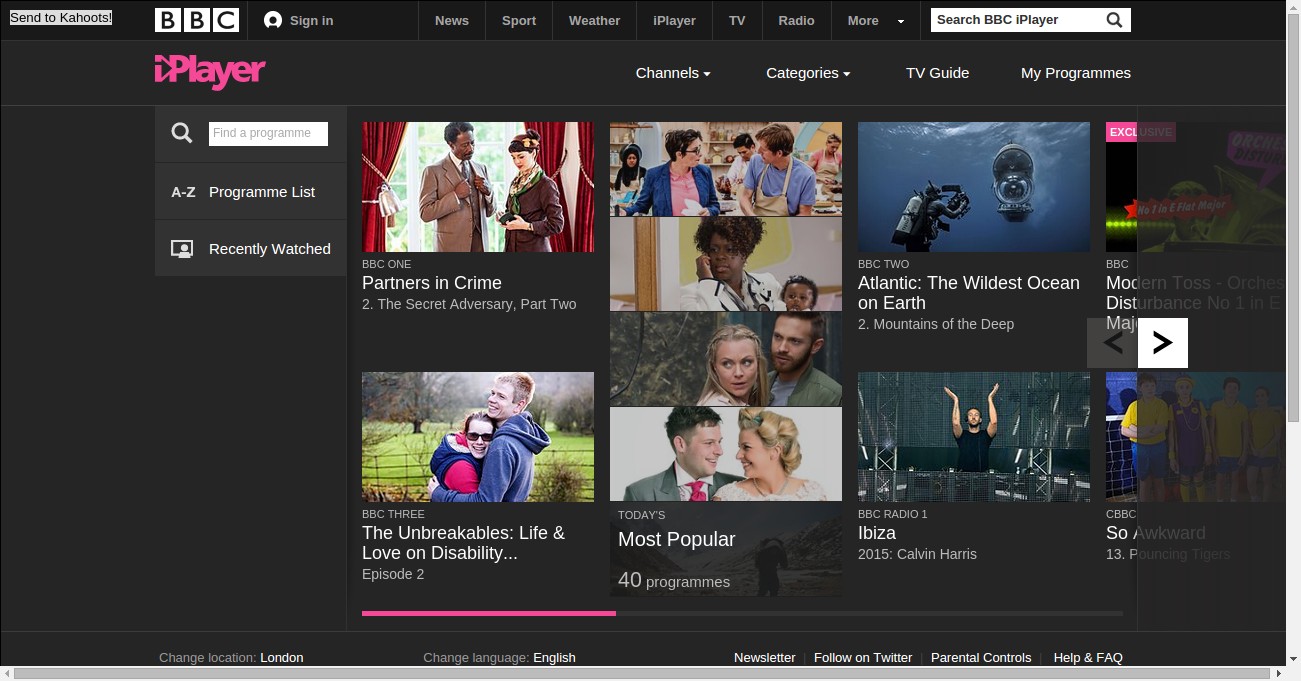 Send to Kahoots!
BBC
Sign in
News
Sport
Weather
iPlayer
TV
Radio
More
Search BBC iPlayer
iPlayer
Channels
Categories
TV Guide
My Programmes
Find a programme
A-Z Programme List
Recently Watched
BBC ONE
Partners in Crime
2. The Secret Adversary, Part Two
BBC TWO
Atlantic: The Wildest Ocean
on Earth
2. Mountains of the Deep
EXCLUSIVE
No 1 in E Flat Major
BBC
Modern Toss - Orches
Disturbance No 1 in E
Majo
BBC THREE
The Unbreakables: Life &
Love on Disability...
Episode 2
TODAY'S
Most Popular
40 programmes
BBC RADIO 1
Ibiza
2015: Calvin Harris
CBBC
So Awkward
13. Pouncing Tigers
Change location: London
Change language: English
Newsletter
Follow on Twitter
Parental Controls
Help & FAQ